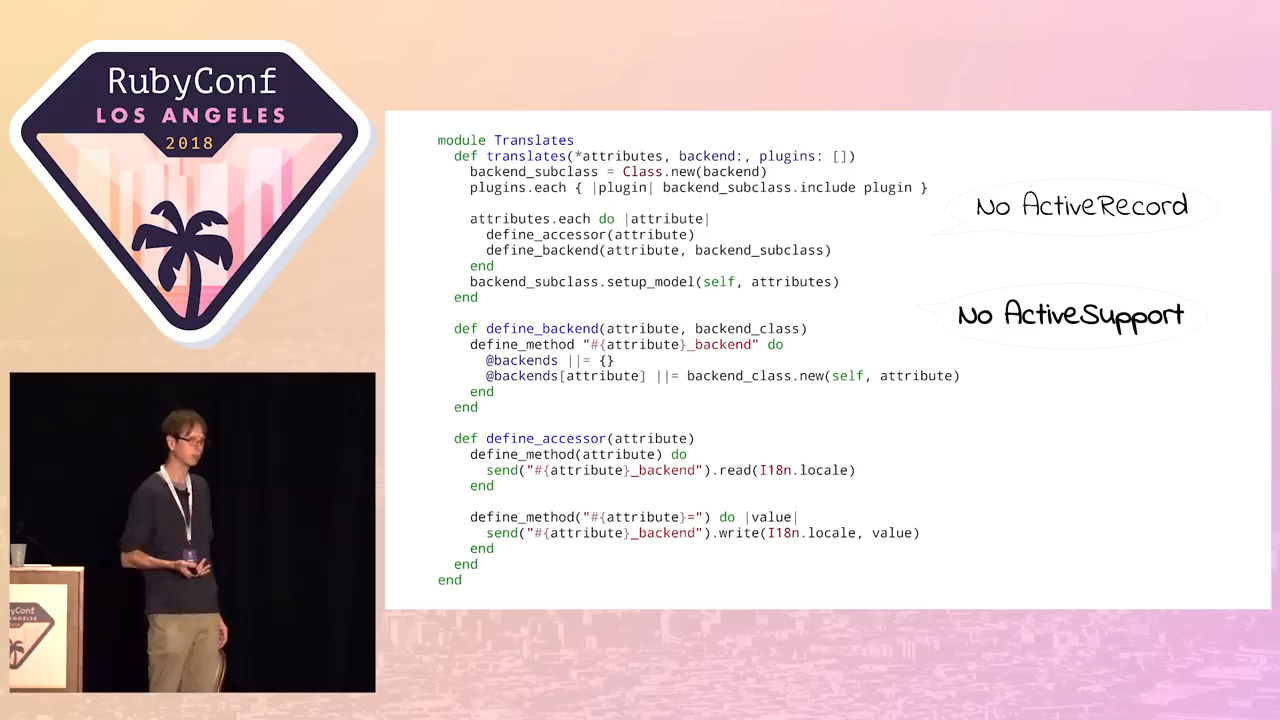 RubyConf
LOS ANGELES
2018
module Translates
  def translates(*attributes, backend:, plugins: [])
    backend_subclass = Class.new(backend)
    plugins.each { |plugin| backend_subclass.include plugin }
    attributes.each do |attribute|
      define_accessor(attribute)
      define_backend(attribute, backend_subclass)
    end
    backend_subclass.setup_model(self, attributes)
  end
  def define_backend(attribute, backend_class)
    define_method "#{attribute}_backend" do
      @backends ||= {}
      @backends[attribute] ||= backend_class.new(self, attribute)
    end
  end
  def define_accessor(attribute)
    define_method(attribute) do
      send("#{attribute}_backend").read(I18n.locale)
    end
    define_method("#{attribute}=") do |value|
      send("#{attribute}_backend").write(I18n.locale, value)
    end
  end
end
No ActiveRecord
No ActiveSupport
yConf